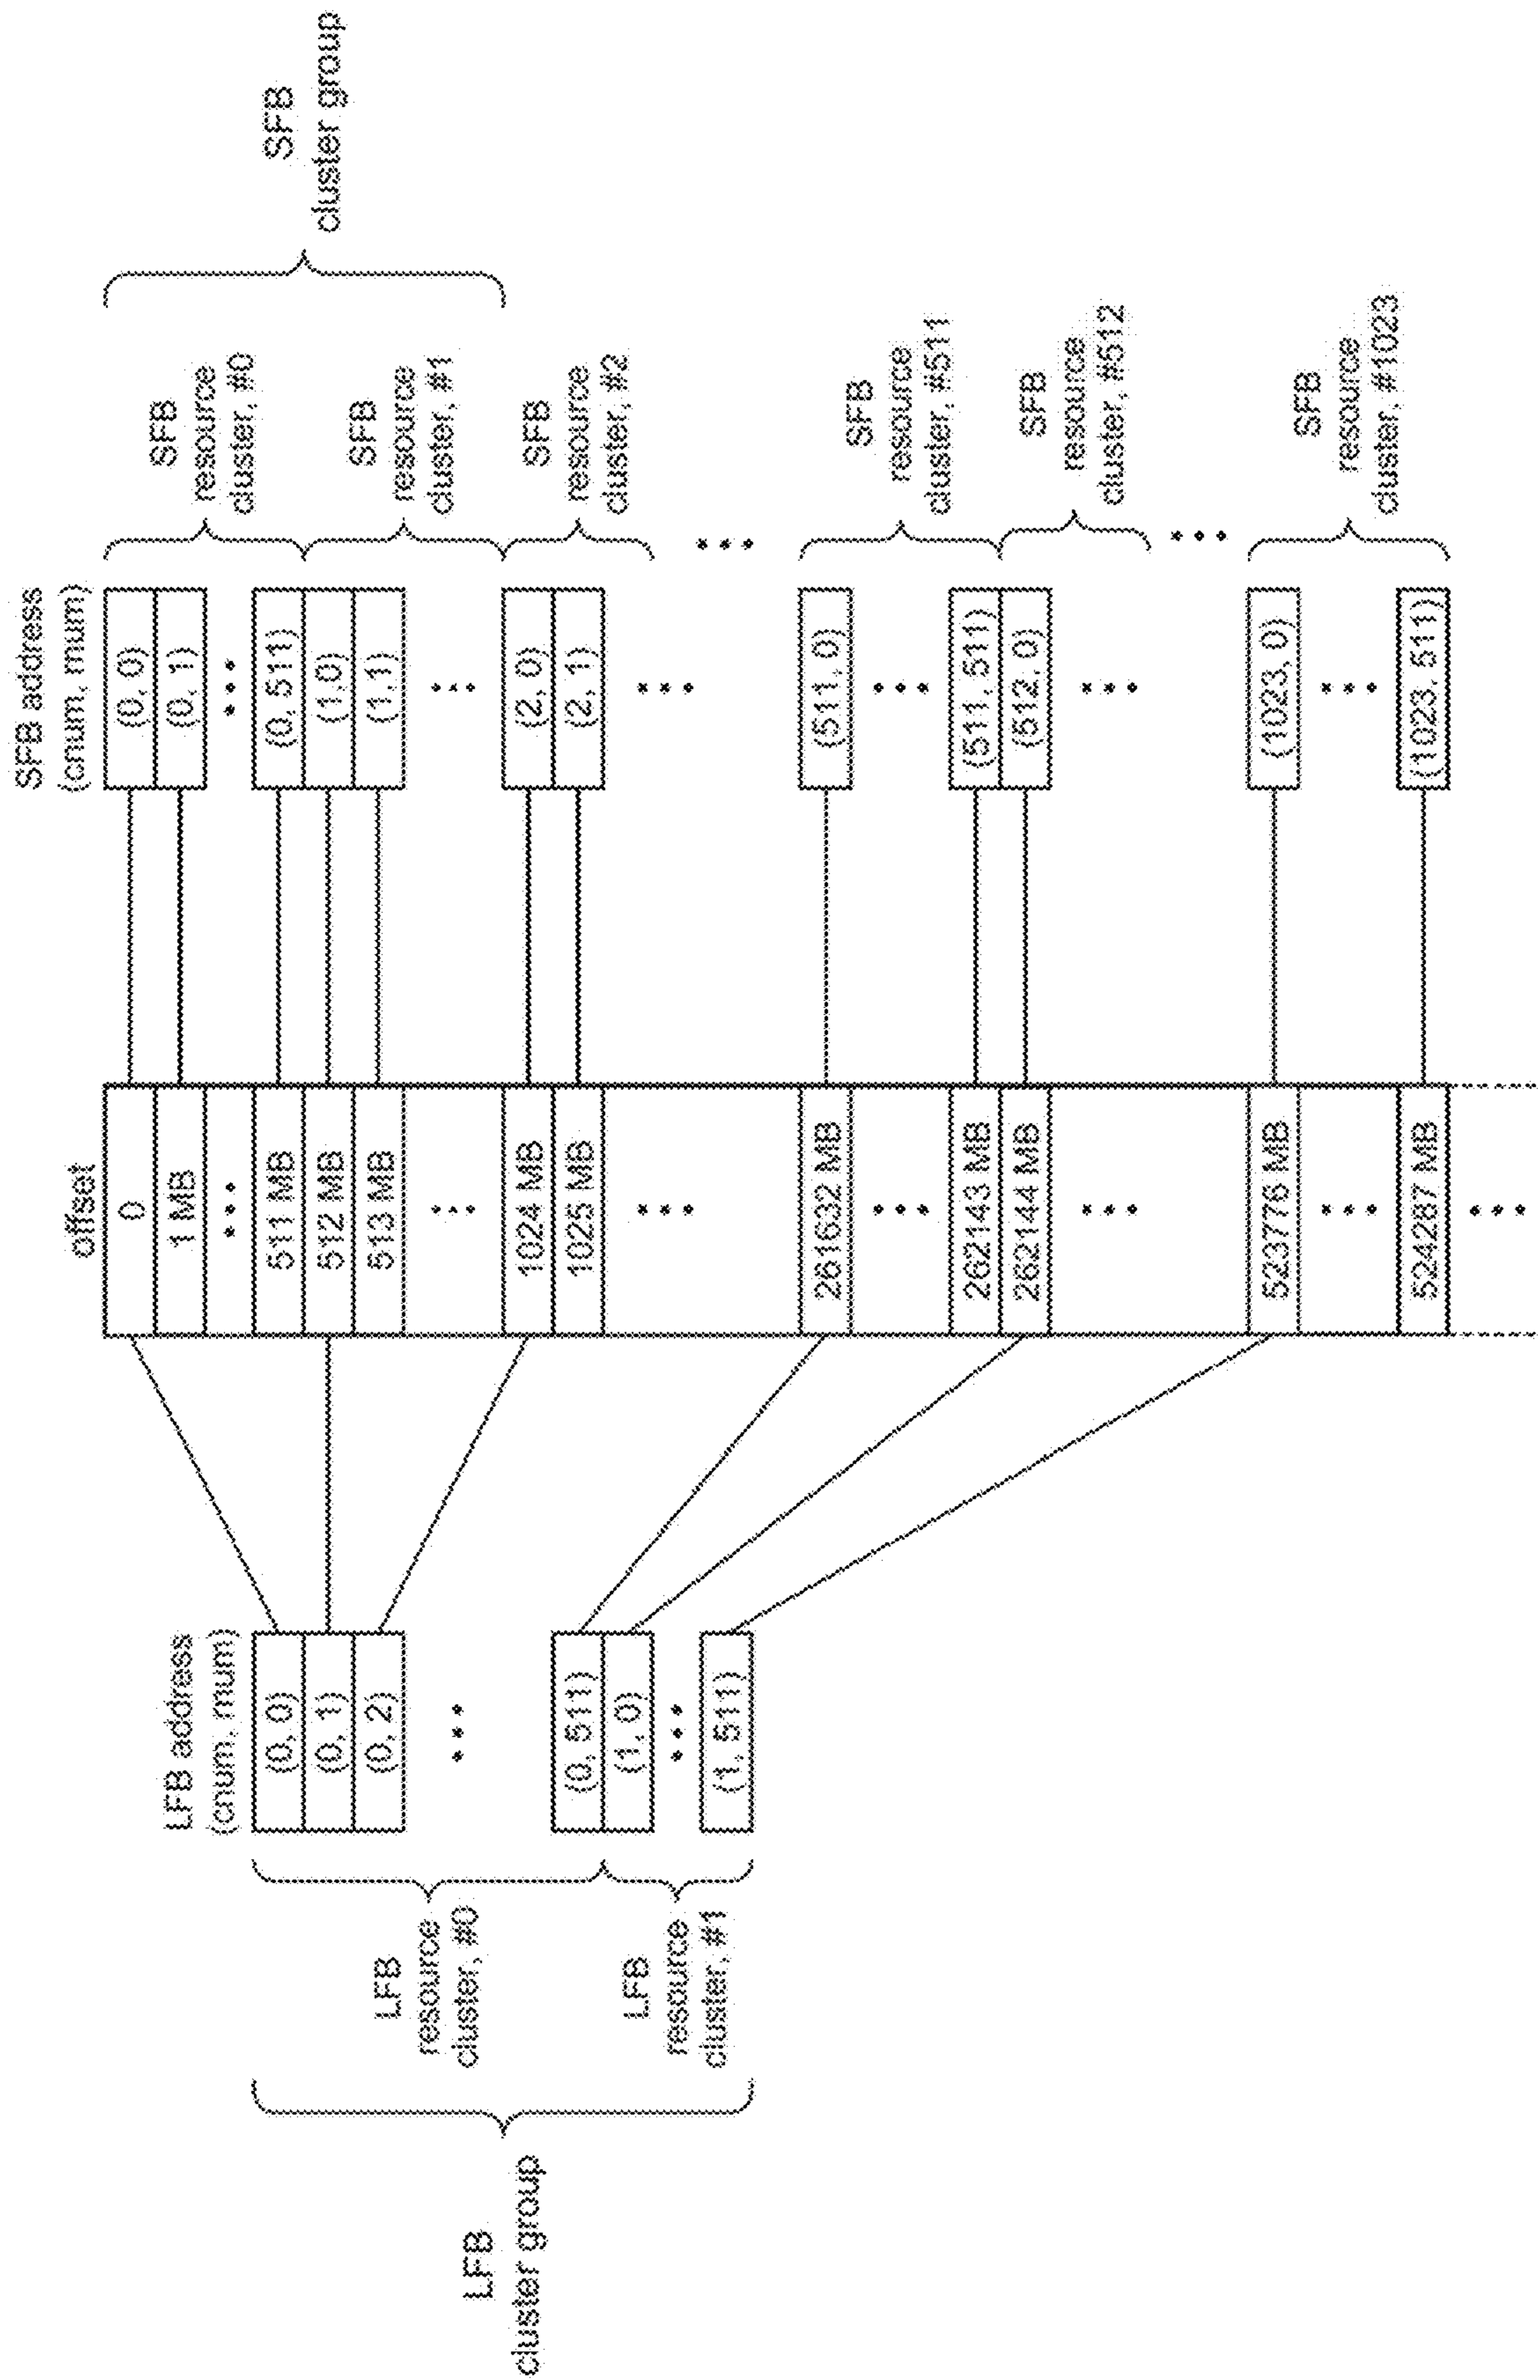 LFB
cluster group
LFB
resource
cluster, #0
LFB
resource
cluster, #1
LFB address
(cnum, mum)
(0, 0)
(0, 1)
(0, 2)
...
(0, 511)
(1, 0)
...
(1, 511)
offset
0
1 MB
...
511 MB
512 MB
513 MB
...
1024 MB
1025 MB
...
261632 MB
...
262143 MB
262144 MB
...
523776 MB
...
524287 MB
...
SFB address
(cnum, mum)
(0, 0)
(0, 1)
...
(0, 511)
(1,0)
(1,1)
...
(2, 0)
(2, 1)
...
(511, 0)
...
(511, 511)
(512, 0)
...
(1023, 0)
...
(1023, 511)
SFB
resource
cluster, #0
SFB
resource
cluster, #1
SFB
resource
cluster, #2
...
SFB
resource
cluster, #511
SFB
resource
cluster, #512
...
SFB
resource
cluster, #1023
SFB
cluster group